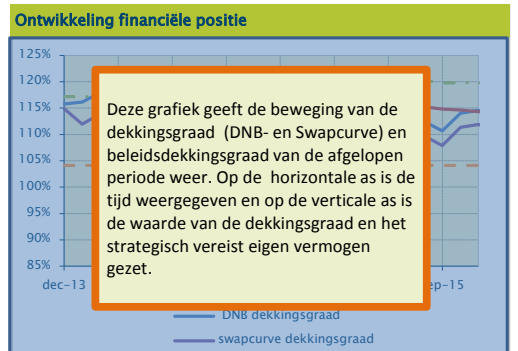 Ontwikkeling financiële positie
125%
120%
115%
110%
105%
100%
95%
90%
85%
Deze grafiek geeft de beweging van de
dekkingsgraad (DNB- en Swapcurve) en
beleidsdekkingsgraad van de afgelopen
periode weer. Op de horizontale as is de
tijd weergegeven en op de verticale as is
de waarde van de dekkingsgraad en het
strategisch vereist eigen vermogen
gezet.
dec-13 ep-15
DNB dekkingsgraad
swapcurve dekkingsgraad